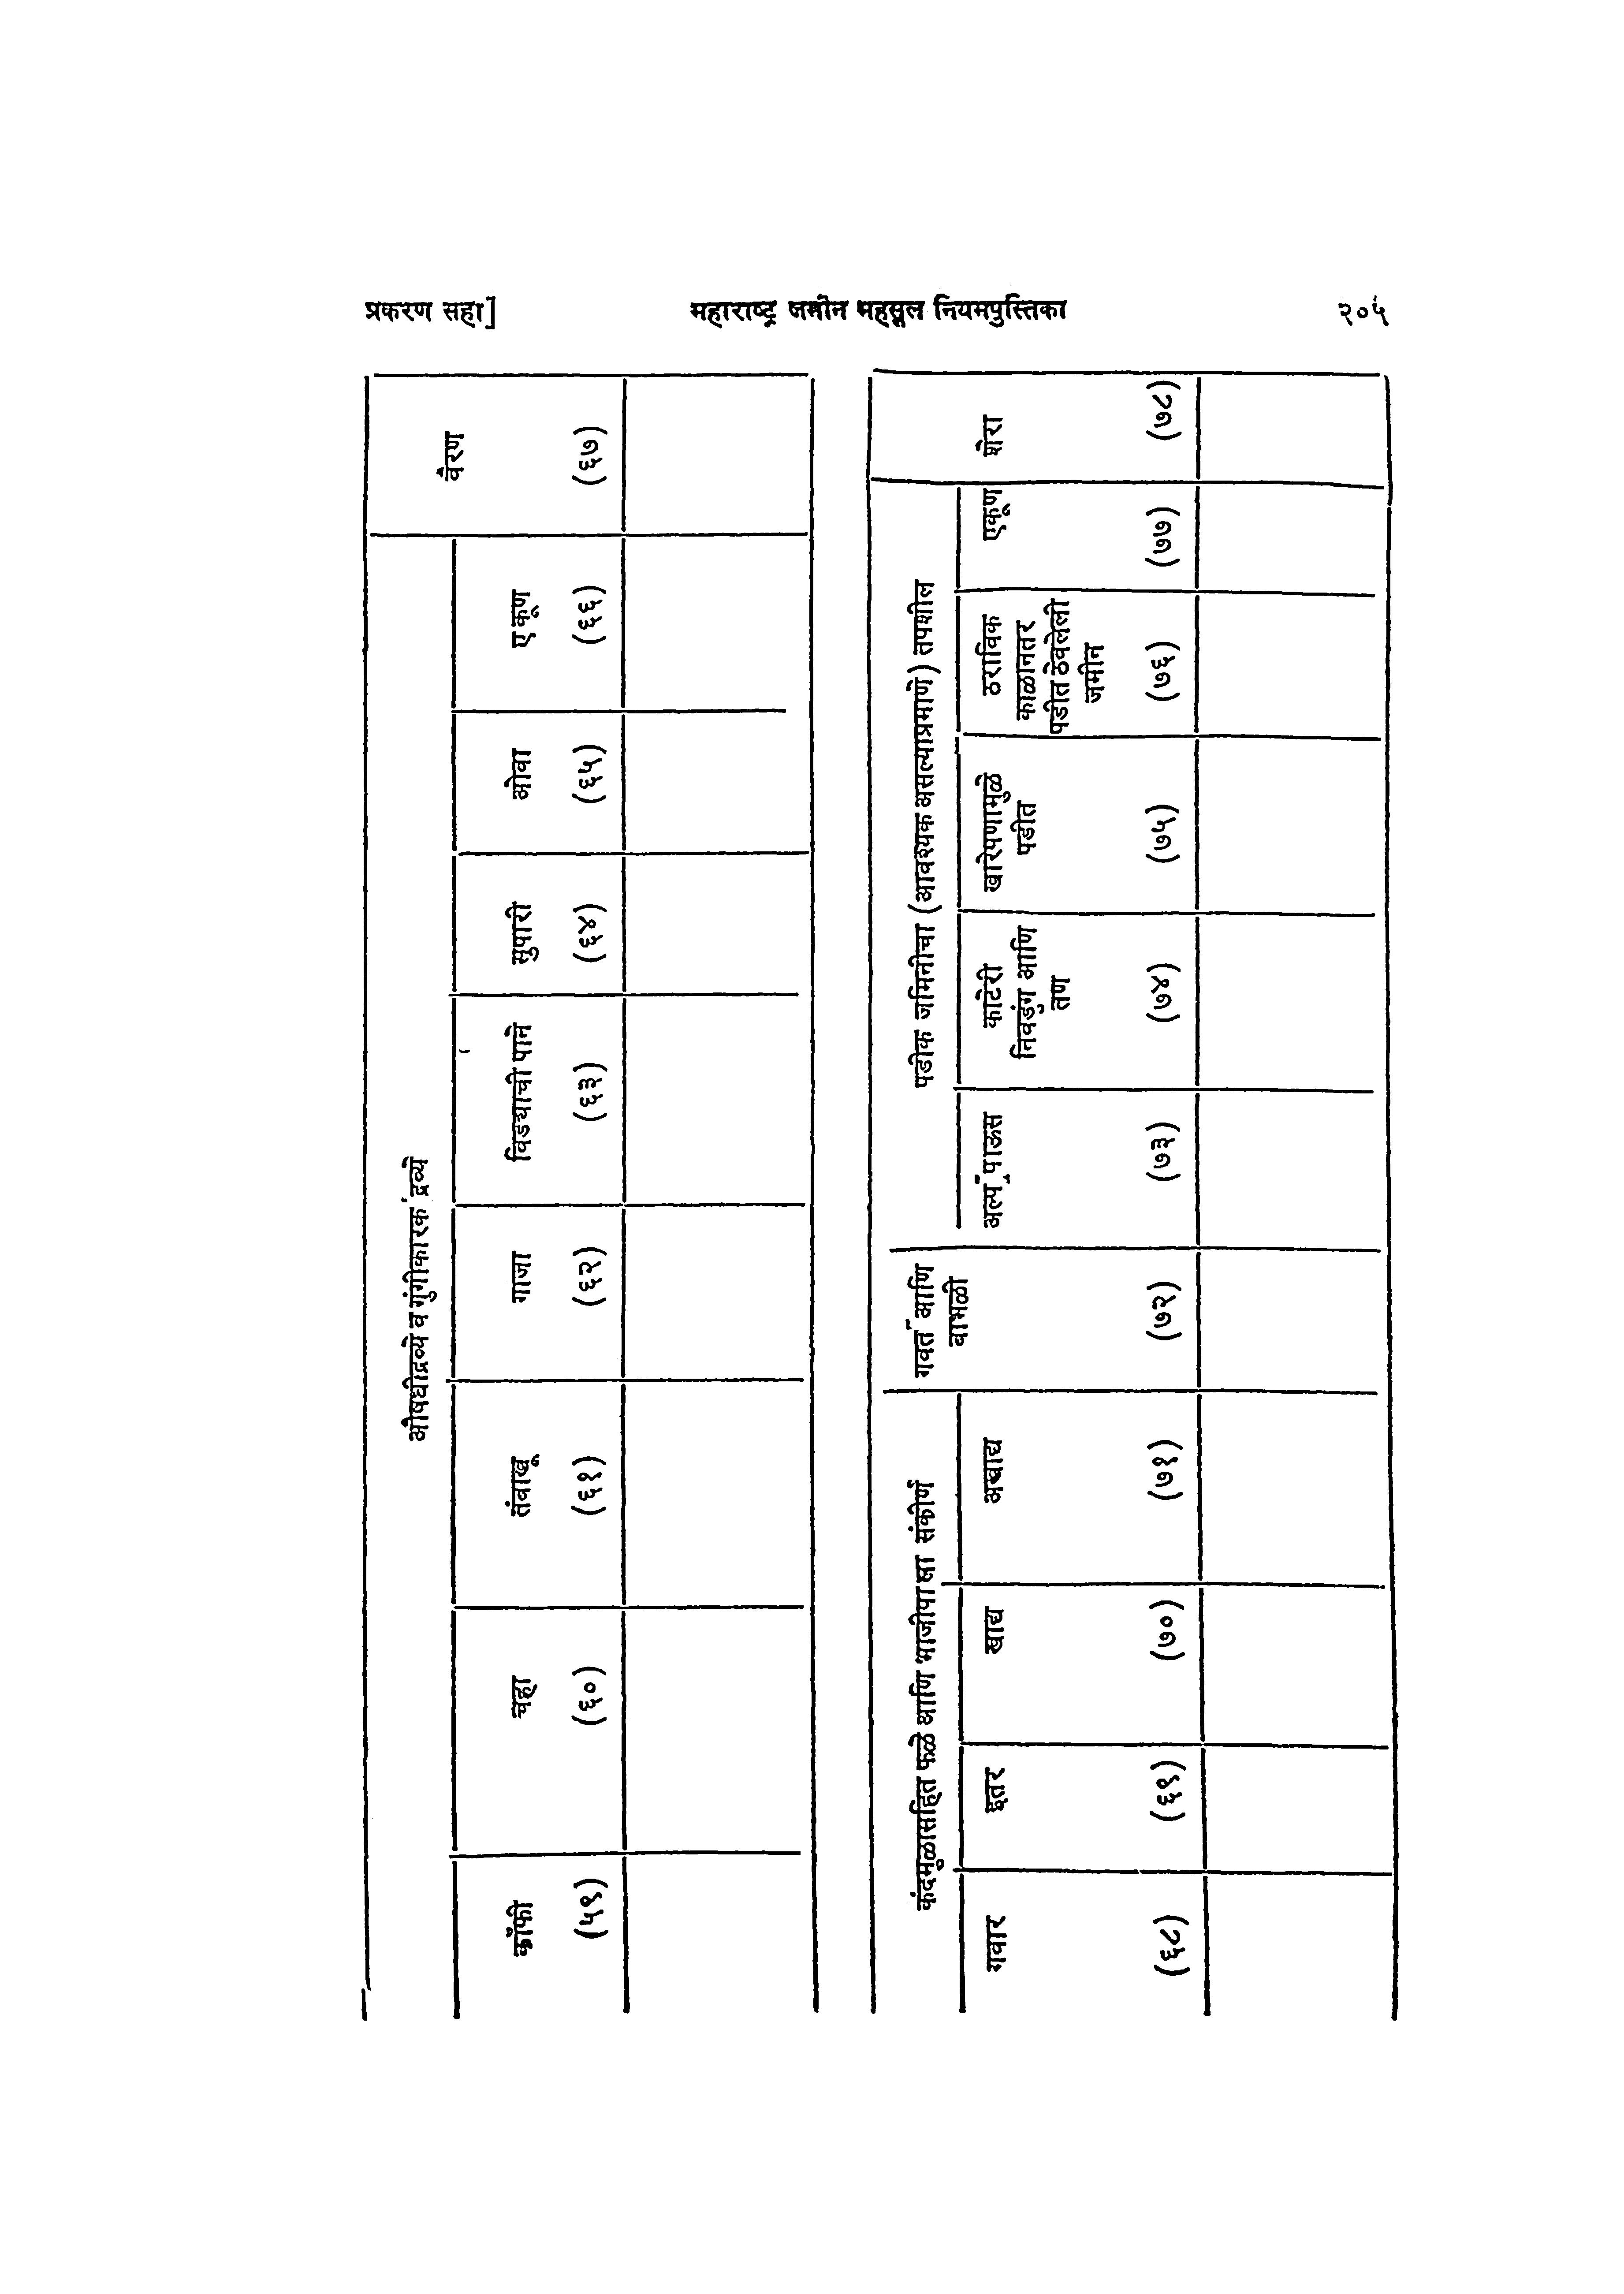 प्रकरण सहा] महाराष्ट्र जमीन महसूल नियमपुस्तिका २०५
औषधीद्रव्ये व गुंगीकारक द्रव्ये
वैरण
कॉफी चहा तंबाखू गाजा विडयाची पाने सुपारी ओवा एकूण
(५९) (६०) (६१) (६२) (६३) (६४) (६५) (६६) (६७)
कंदमुळासहित फळे आणि भाजीपाला संकीर्ण गवत आणि पडीक जमिनीचा (आवश्यक असल्याप्रमाणे) तपशील
बाभळी
गवार इतर खाद्य अखाद्य अल्प पाऊस काटेरी खारेपणामुळे ठराविक एकूण शेरा
निवडुंग आणि पडीत काळानंतर
तण पडीत ठेवलेली
जमीन
(६८) (६९) (७०) (७१) (७२) (७३) (७४) (७५) (७६) (७७) (७८)